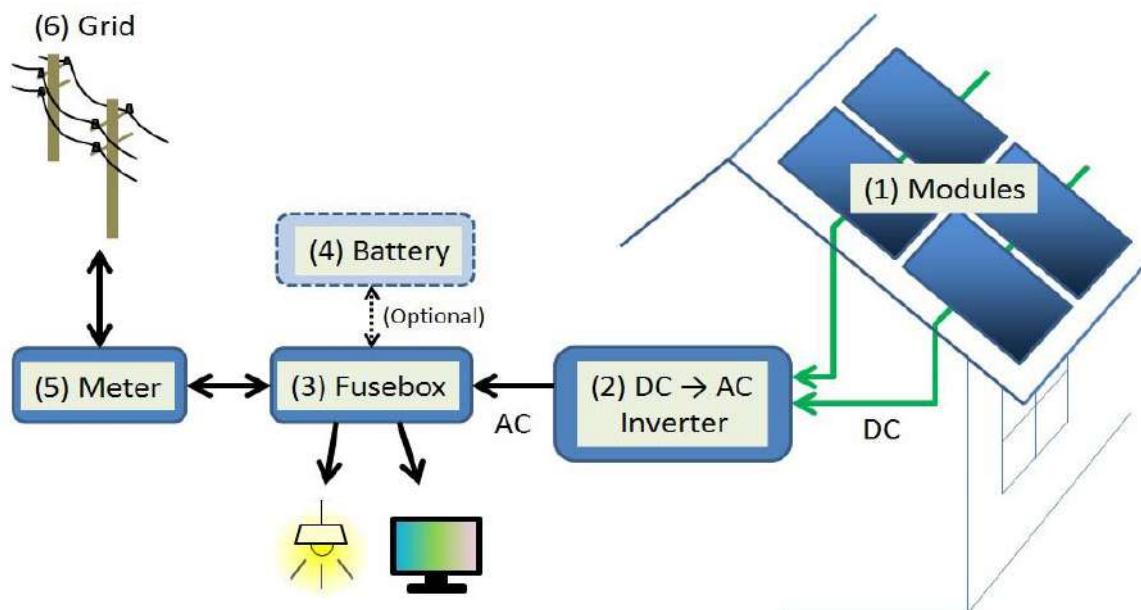 (6) Grid
(1) Modules
(4) Battery
(Optional)
(5) Meter
(3) Fusebox
(2) DC → AC
Inverter
AC
DC